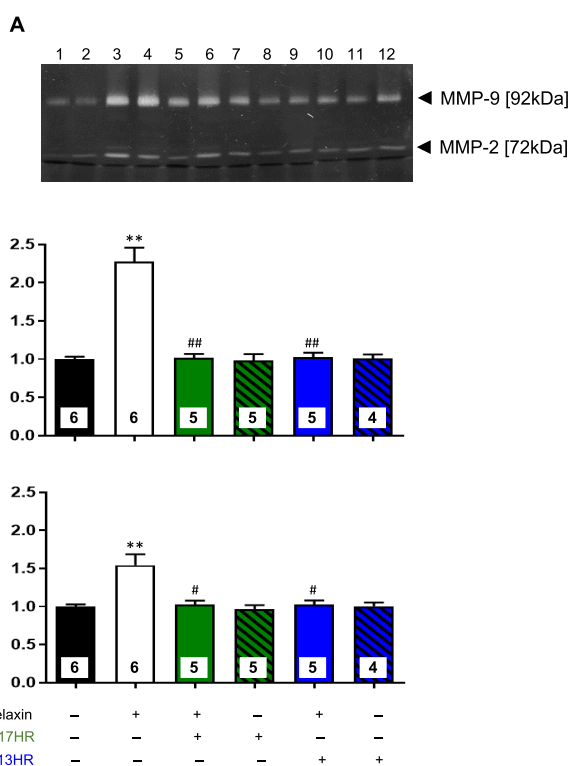 A
1 2 3 4 5 6 7 8 9 10 11 12
MMP-9 [92kDa]
MMP-2 [72kDa]
2.5
**
2.0
1.5
1.0
## ##
0.5
6 6 5 5 5 4
0.0
2.5
2.0
**
1.5
1.0
# #
0.5
6 6 5 5 5 4
0.0
elaxin – + + – + –
17HR – – + + – –
13HR – – – – + +